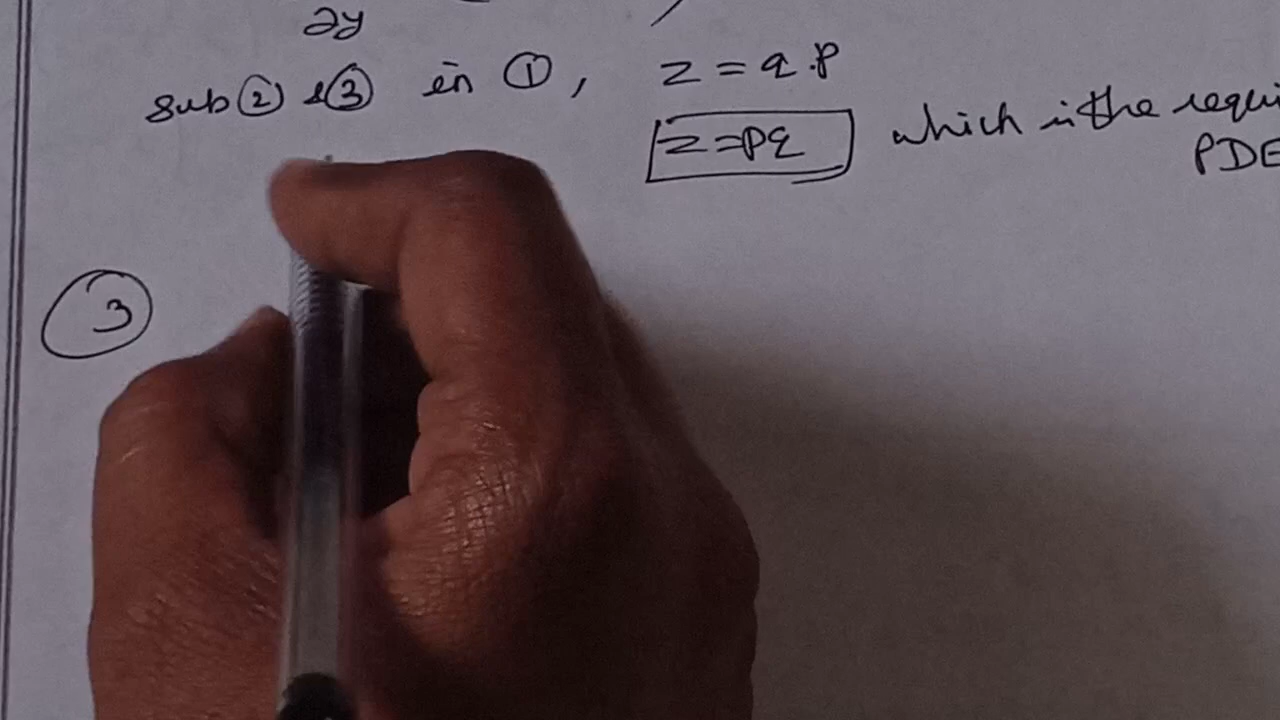 ∂y
sub ② & ③ in ①, z = q.p
z = pq which is the requi
PDE
③